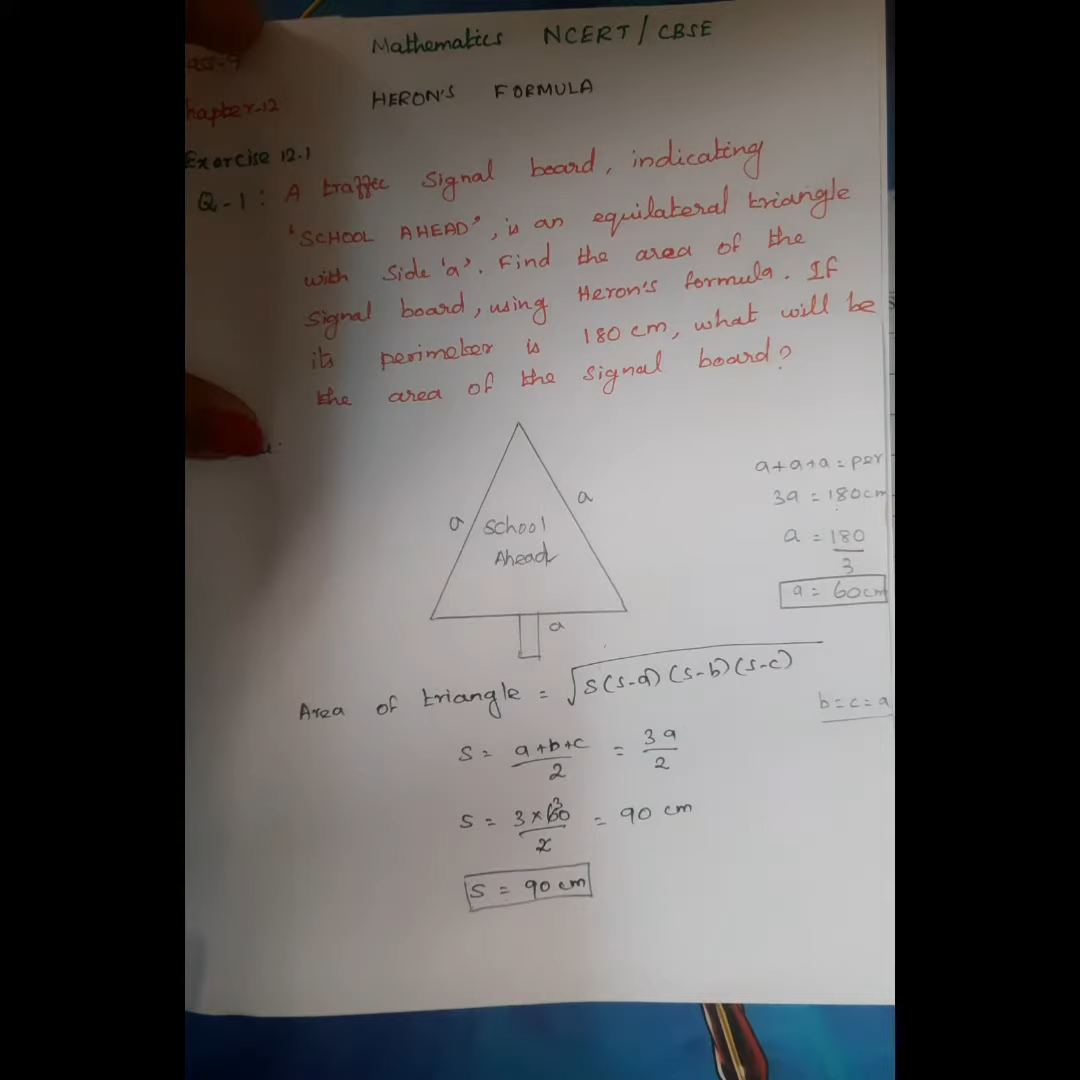 Mathematics NCERT / CBSE
HERON'S FORMULA
hapter-12
Exercise 12.1
Q-1: A traffic signal board, indicating
'SCHOOL AHEAD', is an equilateral triangle
with side 'a'. Find the area of the
signal board, using Heron's formula. If
its perimeter is 180 cm, what will be
the area of the signal board?
a+a+a = per
3a = 180cm
a = 180/3
a = 60cm
a
a
School
Ahead
a
Area of triangle = √s(s-a)(s-b)(s-c)
b=c=a
S = a+b+c/2 = 3a/2
S = 3×60/2 = 90 cm
S = 90 cm